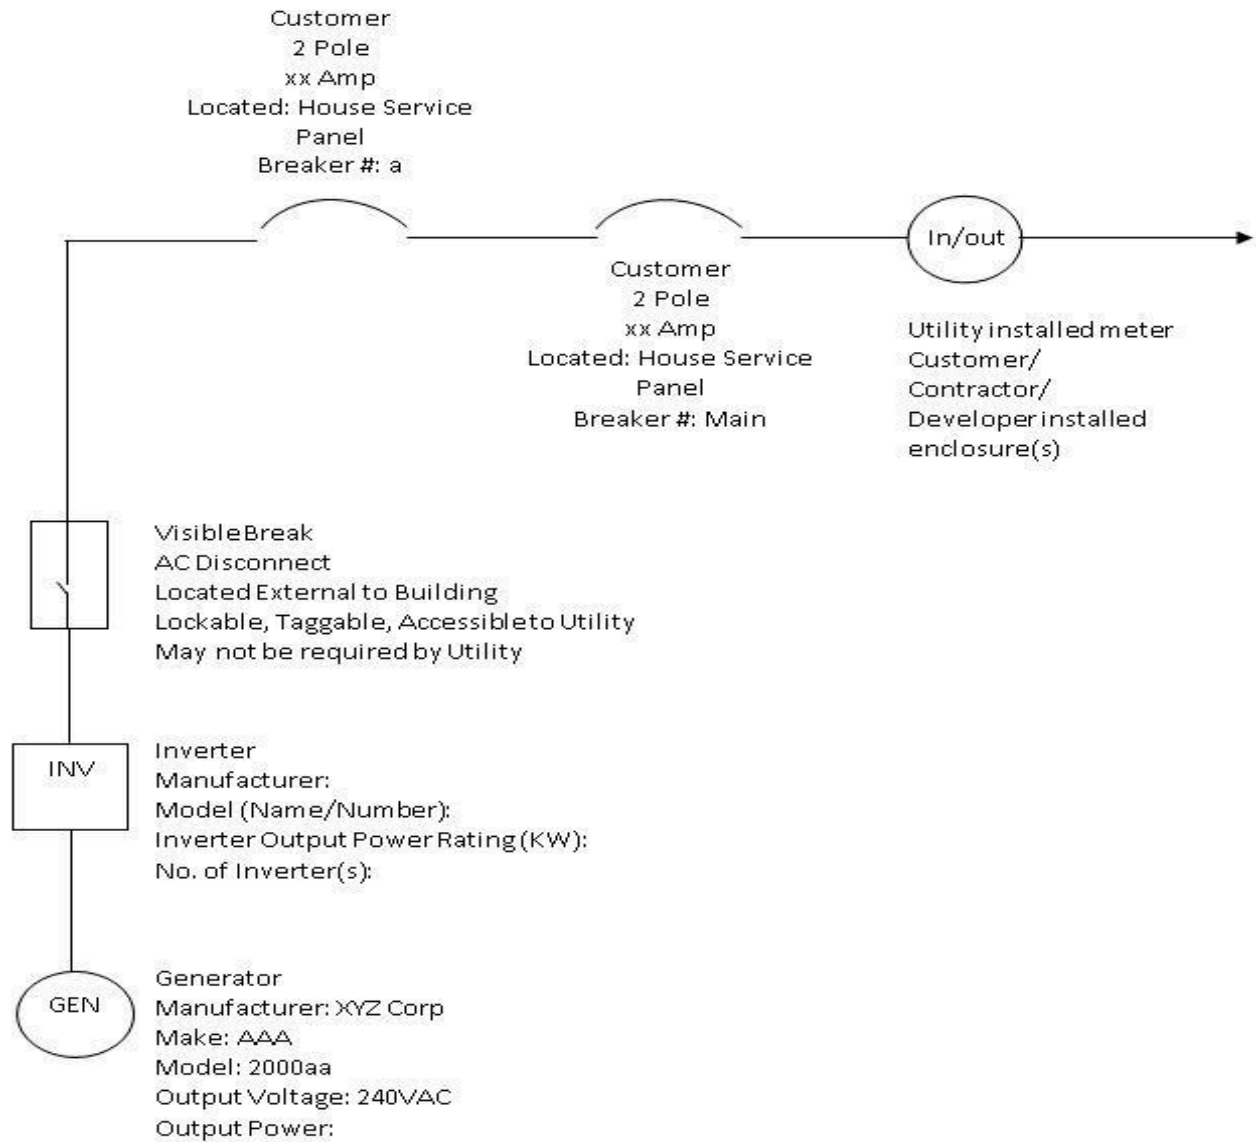 Customer
2 Pole
xx Amp
Located: House Service
Panel
Breaker #: a
In/out
Customer
2 Pole
xx Amp
Located: House Service
Panel
Breaker #: Main
Utility installed meter
Customer/
Contractor/
Developer installed
enclosure(s)
Visible Break
AC Disconnect
Located External to Building
Lockable, Taggable, Accessible to Utility
May not be required by Utility
INV
Inverter
Manufacturer:
Model (Name/Number):
Inverter Output Power Rating (KW):
No. of Inverter(s):
GEN
Generator
Manufacturer: XYZ Corp
Make: AAA
Model: 2000aa
Output Voltage: 240VAC
Output Power: